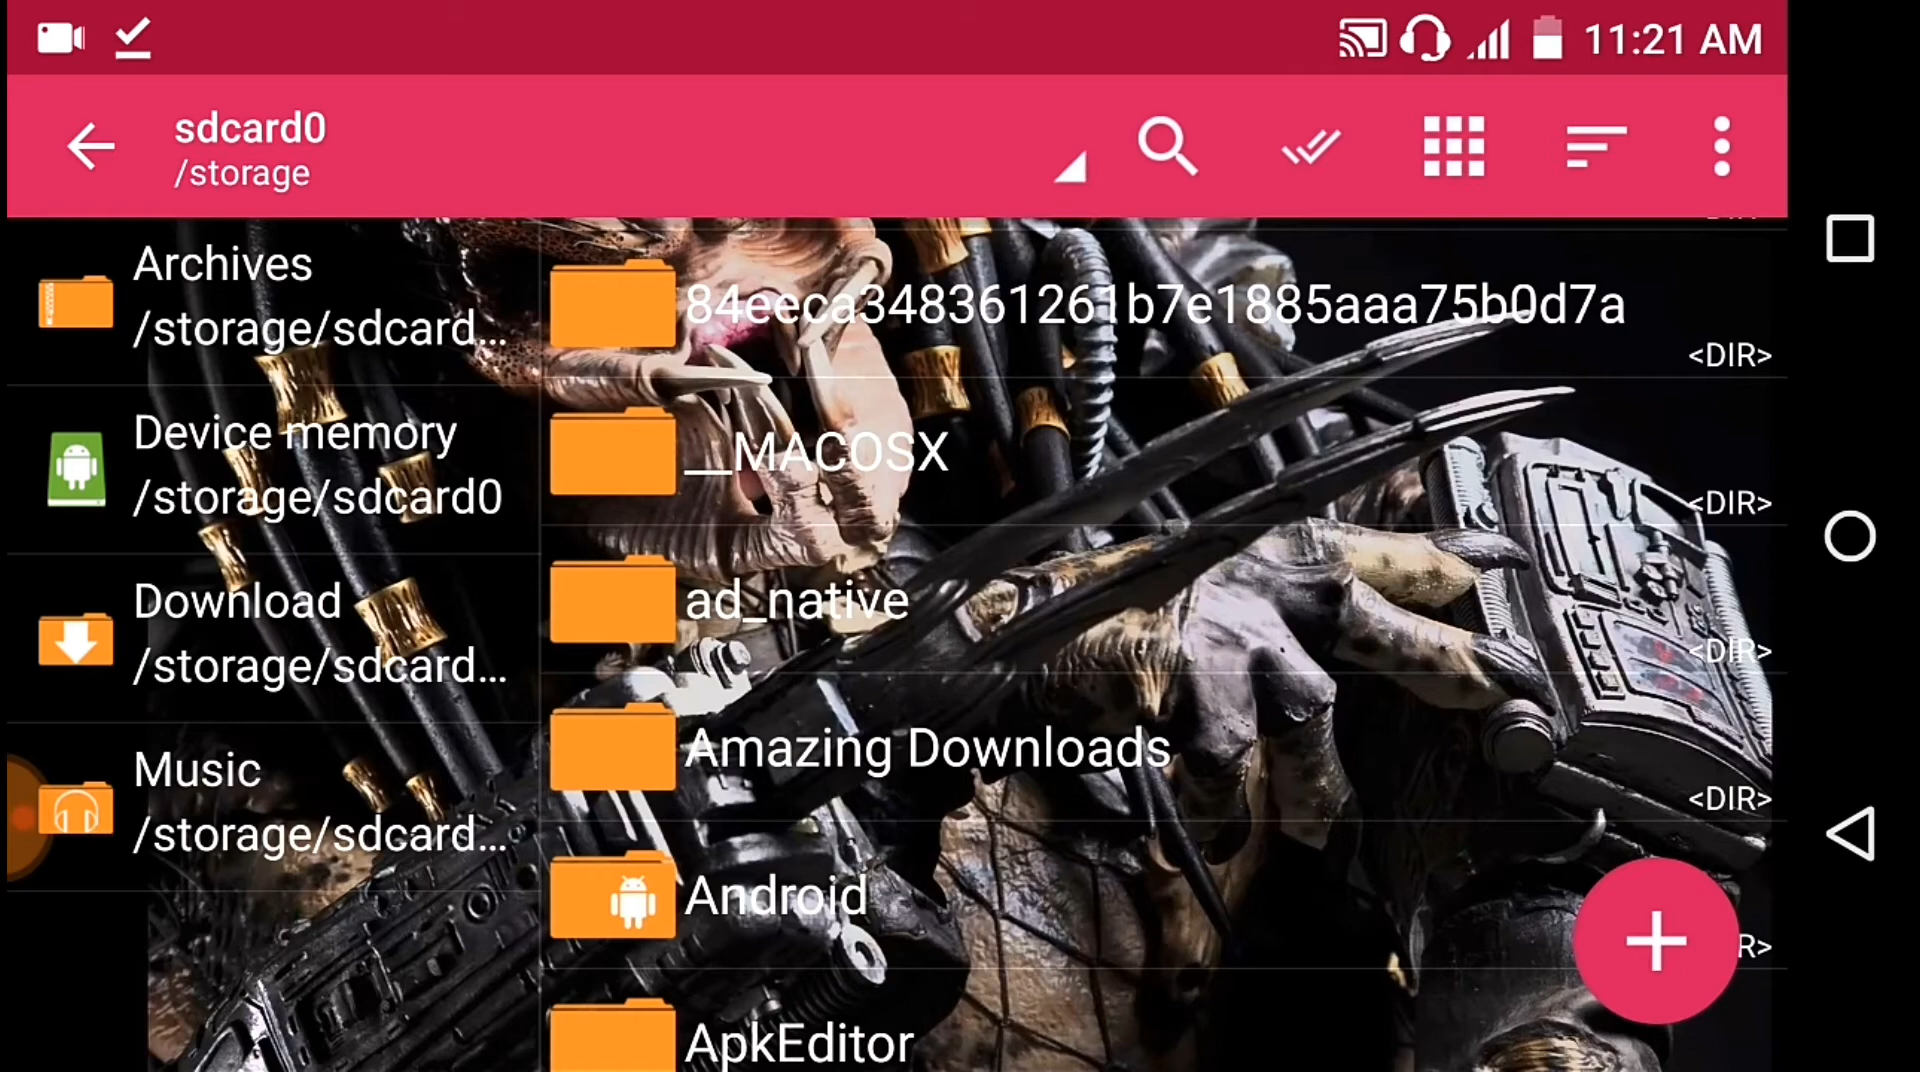 11:21 AM
sdcard0
/storage
Archives
/storage/sdcard...
Device memory
/storage/sdcard0
Download
/storage/sdcard...
Music
/storage/sdcard...
84eeca348361261b7e1885aaa75b0d7a
<DIR>
__MACOSX
<DIR>
ad_native
<DIR>
Amazing Downloads
<DIR>
Android
R>
ApkEditor